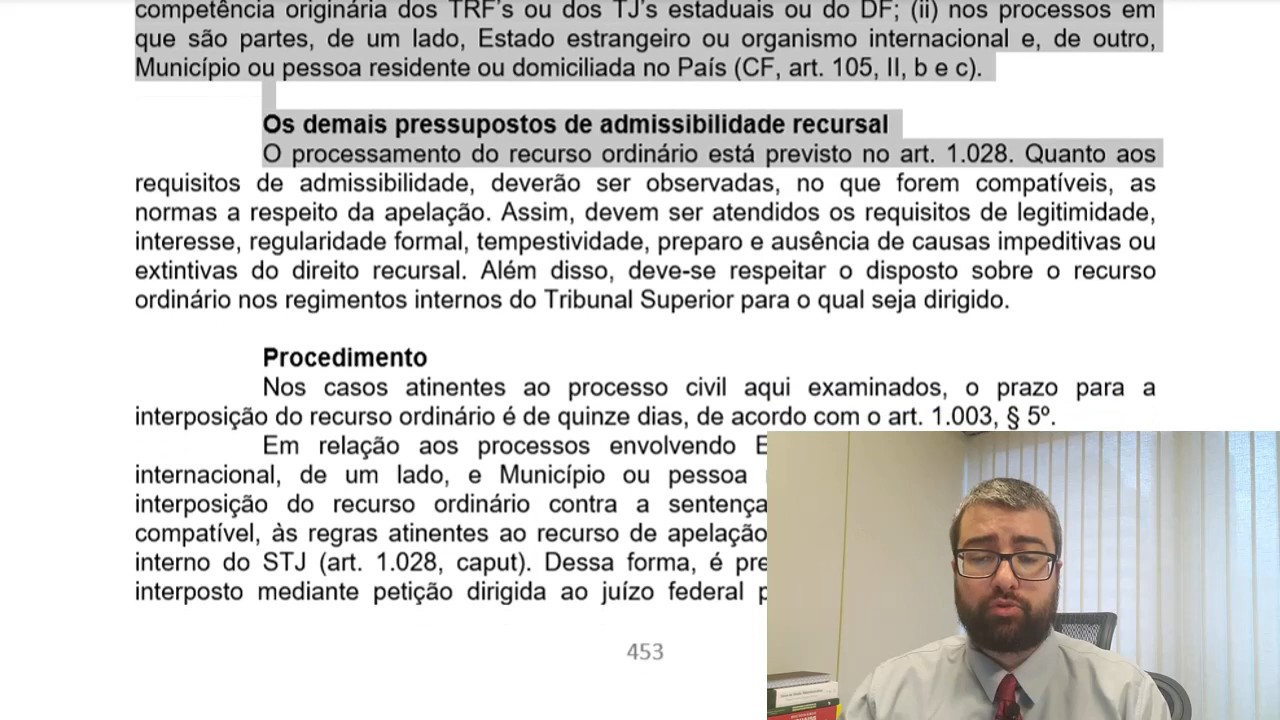 competência originária dos TRF's ou dos TJ's estaduais ou do DF; (ii) nos processos em
que são partes, de um lado, Estado estrangeiro ou organismo internacional e, de outro,
Município ou pessoa residente ou domiciliada no País (CF, art. 105, II, b e c).
Os demais pressupostos de admissibilidade recursal
O processamento do recurso ordinário está previsto no art. 1.028. Quanto aos
requisitos de admissibilidade, deverão ser observadas, no que forem compatíveis, as
normas a respeito da apelação. Assim, devem ser atendidos os requisitos de legitimidade,
interesse, regularidade formal, tempestividade, preparo e ausência de causas impeditivas ou
extintivas do direito recursal. Além disso, deve-se respeitar o disposto sobre o recurso
ordinário nos regimentos internos do Tribunal Superior para o qual seja dirigido.
Procedimento
Nos casos atinentes ao processo civil aqui examinados, o prazo para a
interposição do recurso ordinário é de quinze dias, de acordo com o art. 1.003, § 5º.
Em relação aos processos envolvendo E
internacional, de um lado, e Município ou pessoa
interposição do recurso ordinário contra a sentença
compatível, às regras atinentes ao recurso de apelação
interno do STJ (art. 1.028, caput). Dessa forma, é pre
interposto mediante petição dirigida ao juízo federal p
453